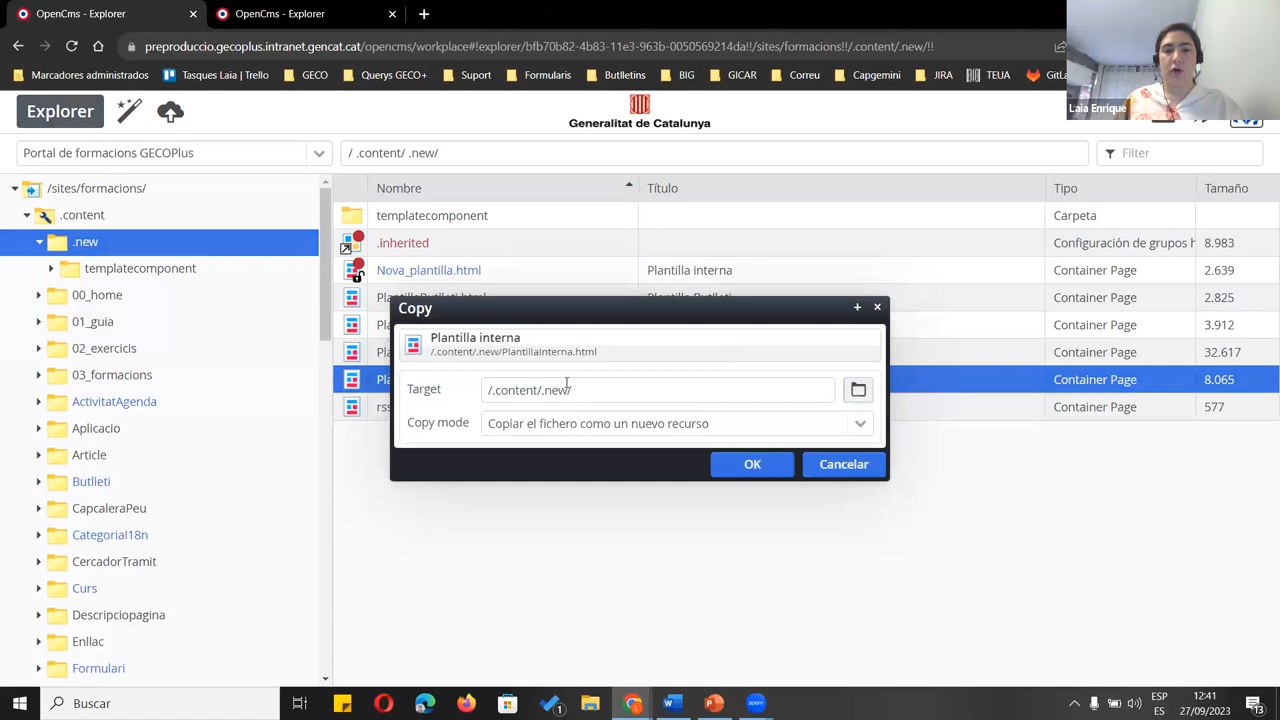 OpenCms - Explorer
OpenCms - Explorer
preproducio.gecoplus.intranet.gencat.cat/opencms/workplace#!explorer/bfb70b82-4b83-11e3-963b-0050569214da!!/sites/formacions!!/.content/.new/!!
Marcadores administrados
Tasques Laia | Trello
GECO
Querys GECO+
Suport
Formularis
Butlletins
BIG
GICAR
Correu
Capgemini
JIRA
TEUA
Laia Enrique
Explorer
Generalitat de Catalunya
Portal de formacions GECOPlus
/ .content/ .new/
Filter
/sites/formacions/
Nombre
Título
Tipo
Tamaño
.content
templatecomponent
Carpeta
.new
.inherited
Configuración de grupos h
8.983
templatecomponent
Nova_plantilla.html
Plantilla interna
Container Page
2.639
00_home
Container Page
2.825
01_guia
Container Page
3.912
02_exercicis
Container Page
32.617
03_formacions
Container Page
8.065
ActivitatAgenda
rss
Container Page
577
Aplicacio
Article
Butlleti
CapcaleraPeu
CategoriaI18n
CercadorTramit
Curs
Descripciopagina
Enllac
Formulari
Copy
Plantilla interna
/.content/.new/PlantillaInterna.html
Target
/.content/.new/
Copy mode
Copiar el fichero como un nuevo recurso
OK
Cancelar
Buscar
1
zoom
ESP
ES
12:41
27/09/2023
13